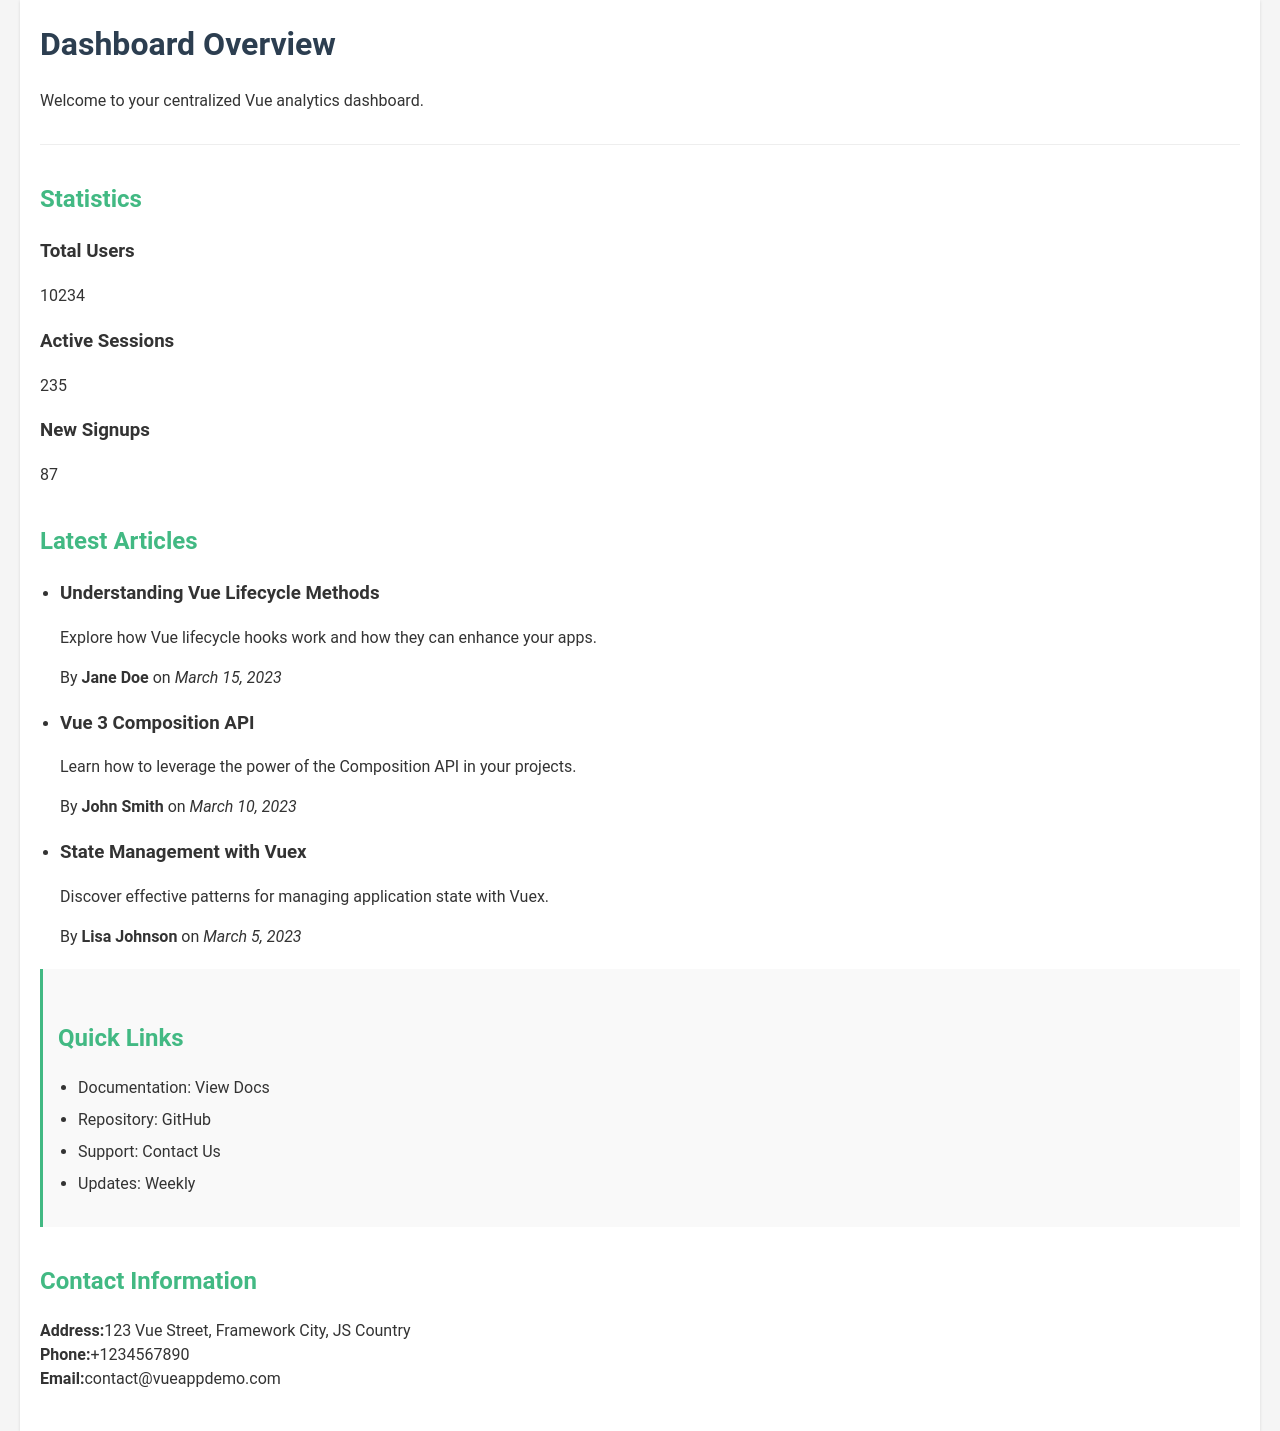 Dashboard Overview
Welcome to your centralized Vue analytics dashboard.
Statistics
Total Users
10234
Active Sessions
235
New Signups
87
Latest Articles
Understanding Vue Lifecycle Methods
Explore how Vue lifecycle hooks work and how they can enhance your apps.
By Jane Doe on March 15, 2023
Vue 3 Composition API
Learn how to leverage the power of the Composition API in your projects.
By John Smith on March 10, 2023
State Management with Vuex
Discover effective patterns for managing application state with Vuex.
By Lisa Johnson on March 5, 2023
Quick Links
Documentation: View Docs
Repository: GitHub
Support: Contact Us
Updates: Weekly
Contact Information
Address:123 Vue Street, Framework City, JS Country
Phone:+1234567890
Email:contact@vueappdemo.com